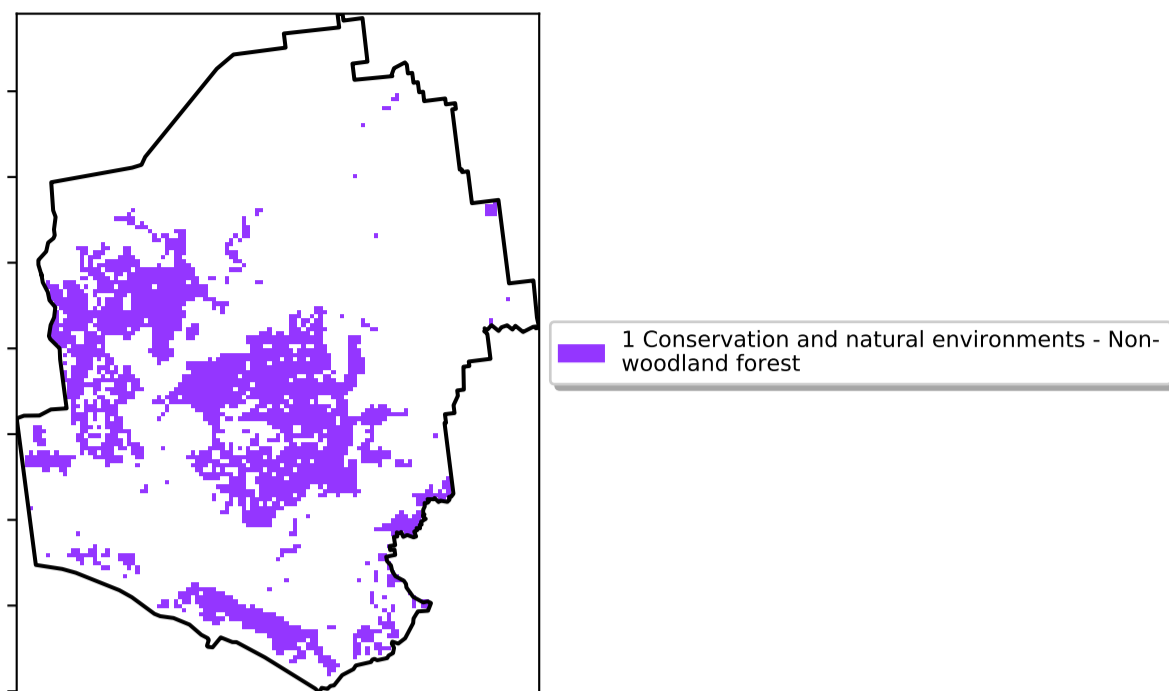 1 Conservation and natural environments - Non-
woodland forest